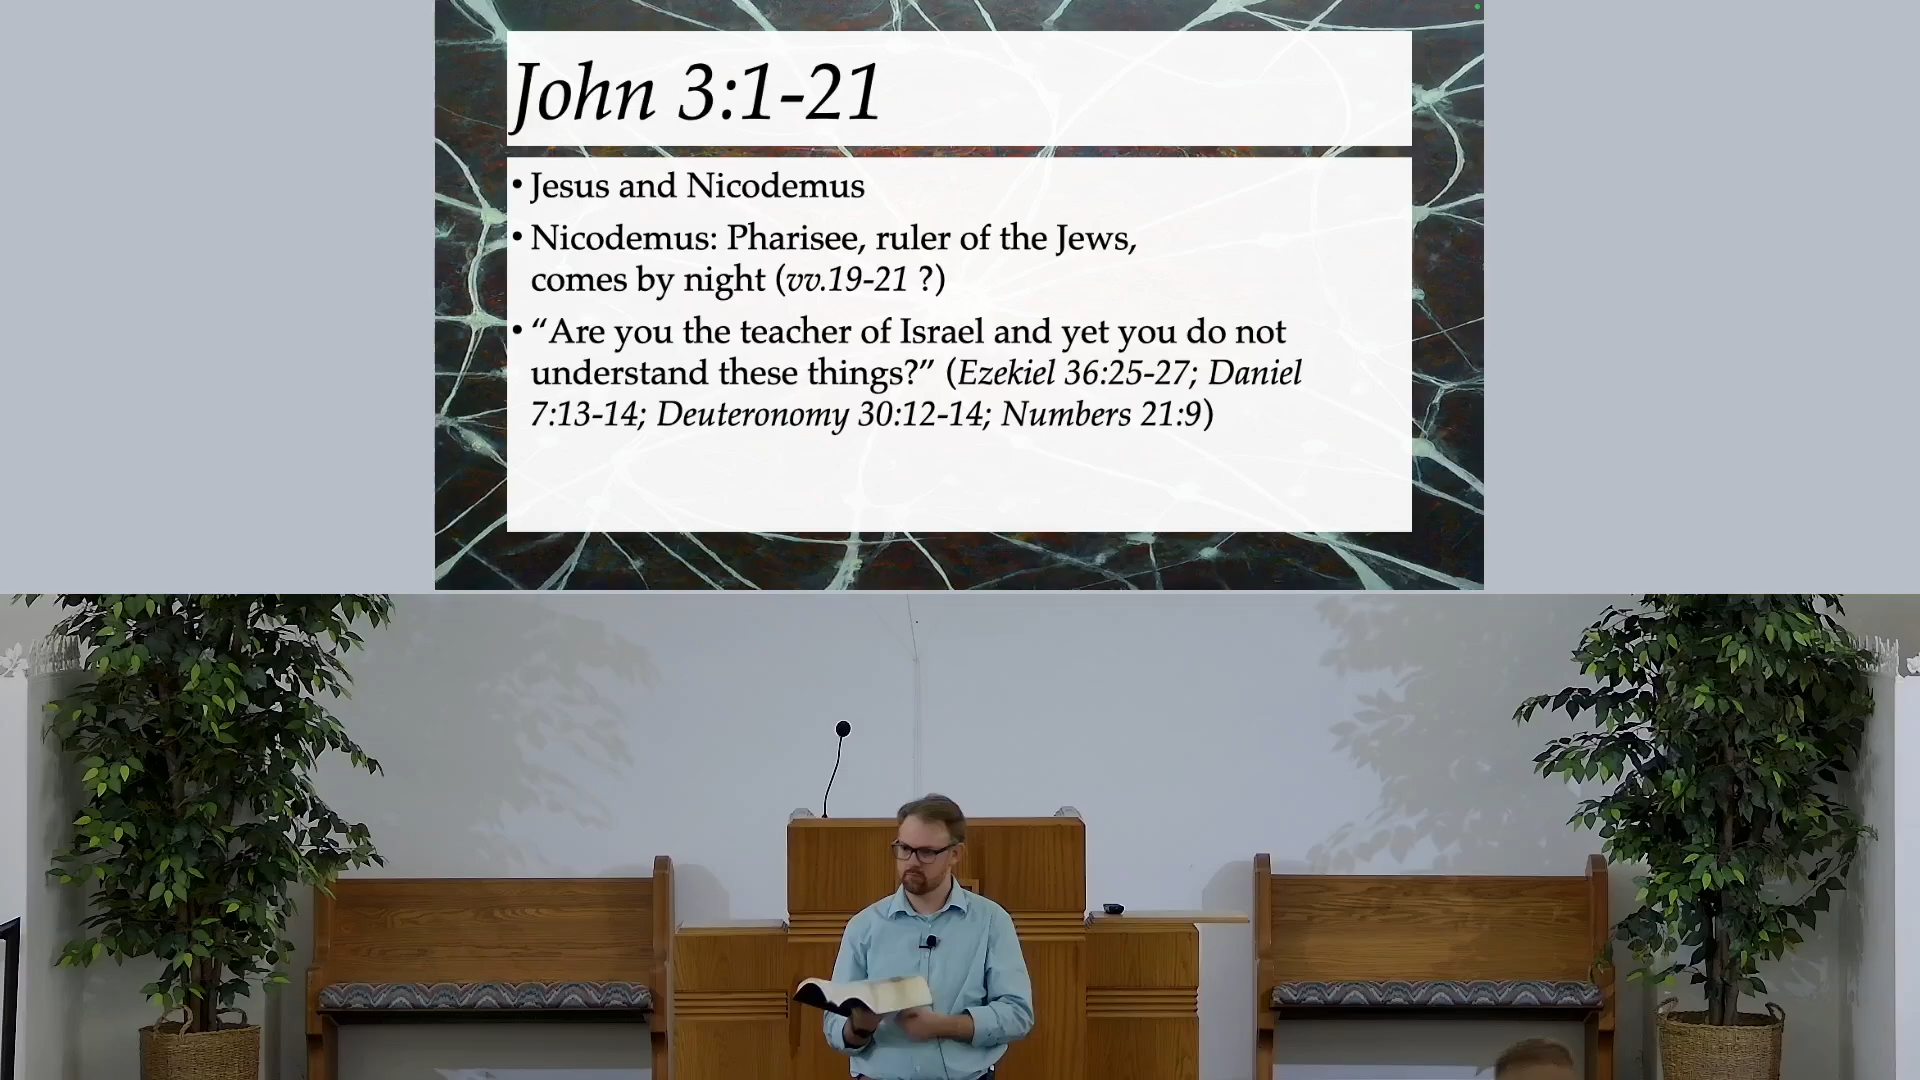 John 3:1-21
• Jesus and Nicodemus
• Nicodemus: Pharisee, ruler of the Jews,
comes by night (vv.19-21 ?)
• “Are you the teacher of Israel and yet you do not
understand these things?” (Ezekiel 36:25-27; Daniel
7:13-14; Deuteronomy 30:12-14; Numbers 21:9)